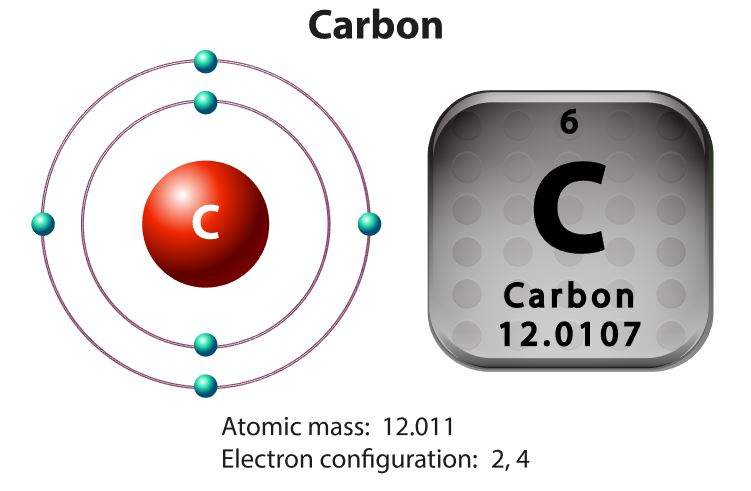 Carbon
C
6
C
Carbon
12.0107
Atomic mass: 12.011
Electron configuration: 2, 4